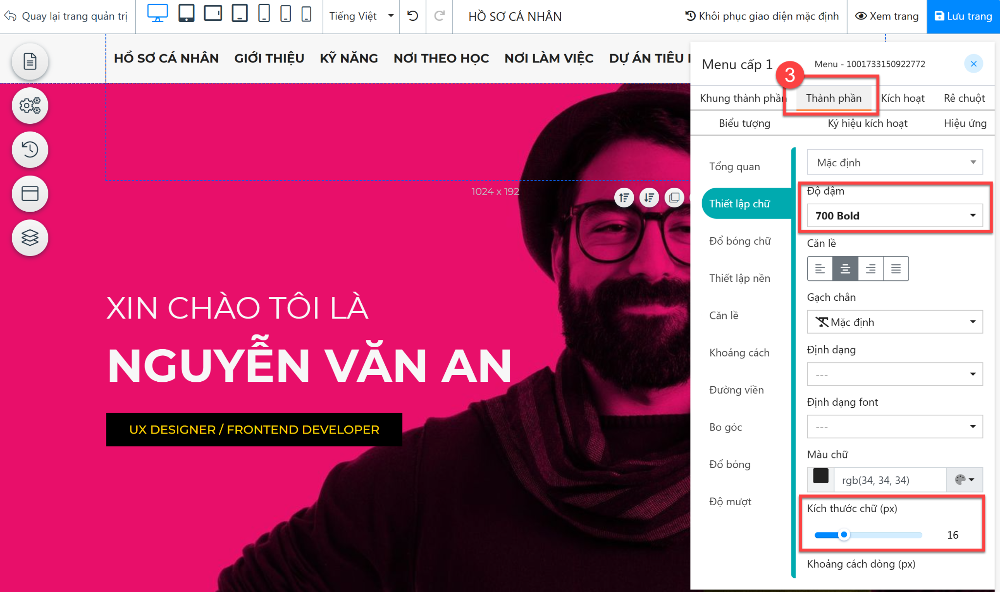 Quay lại trang quản trị
Tiếng Việt
HỒ SƠ CÁ NHÂN
Khôi phục giao diện mặc định
Xem trang
Lưu trang
HỒ SƠ CÁ NHÂN GIỚI THIỆU KỸ NĂNG NƠI THEO HỌC NƠI LÀM VIỆC DỰ ÁN TIÊU
1024 x 192
XIN CHÀO TÔI LÀ
NGUYỄN VĂN AN
UX DESIGNER / FRONTEND DEVELOPER
Menu cấp 1
Menu - 1001733150922772
3
Khung thành phần Thành phần Kích hoạt Rê chuột
Biểu tượng Ký hiệu kích hoạt Hiệu ứng
Tổng quan
Thiết lập chữ
Đổ bóng chữ
Thiết lập nền
Căn lề
Khoảng cách
Đường viền
Bo góc
Đổ bóng
Độ mượt
Mặc định
Độ đậm
700 Bold
Căn lề
Gạch chân
Mặc định
Định dạng
---
Định dạng font
---
Màu chữ
rgb(34, 34, 34)
Kích thước chữ (px)
16
Khoảng cách dòng (px)